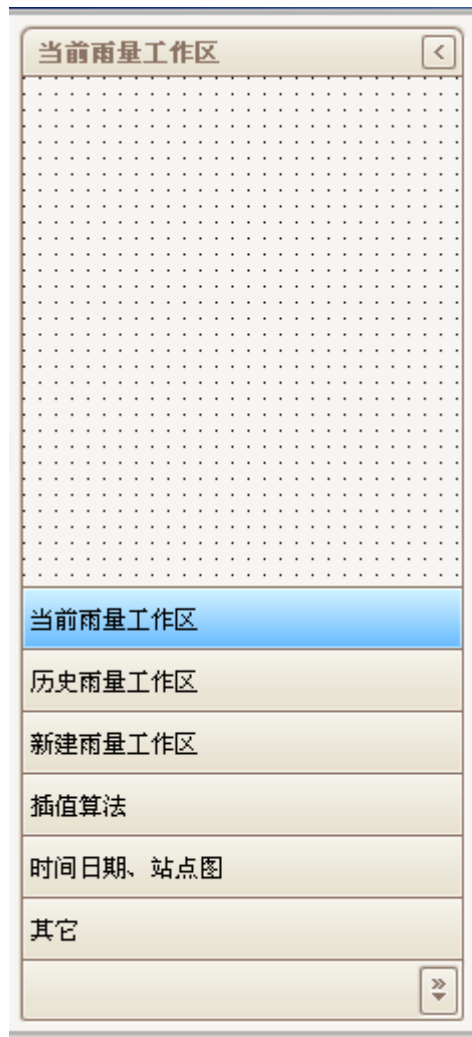 当前雨量工作区
当前雨量工作区
历史雨量工作区
新建雨量工作区
插值算法
时间日期、站点图
其它